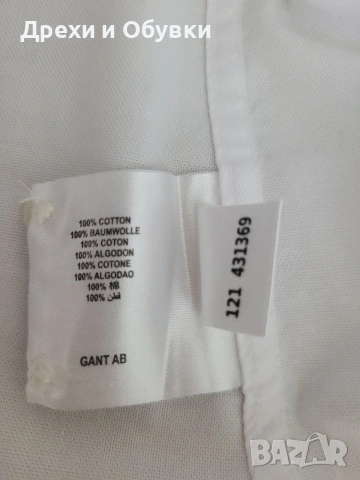 Дрехи и Обувки
100% COTTON
100% BAUMWOLLE
100% COTON
100% ALGODON
100% COTONE
100% ALGODAO
100% 棉
100% قطن
GANT AB
121 431369
BAZAR